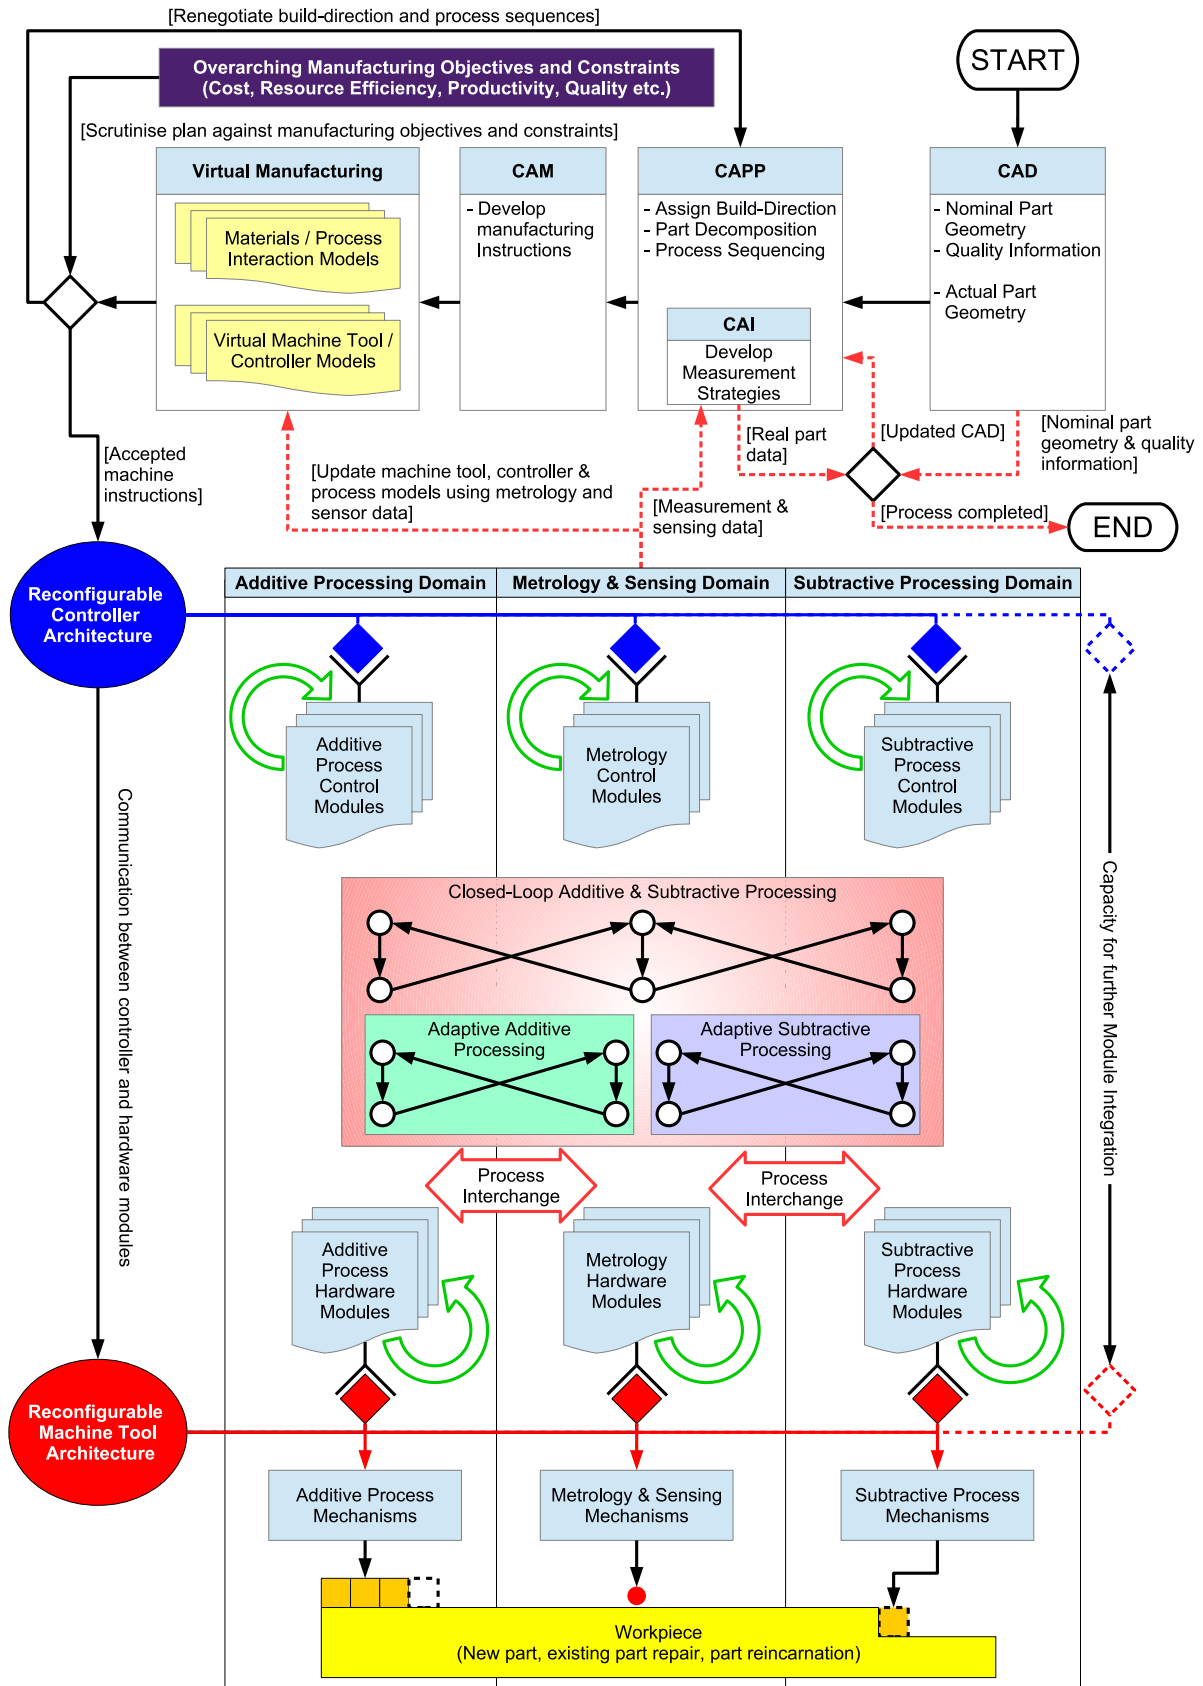 [Renegotiate build-direction and process sequences]
START
Overarching Manufacturing Objectives and Constraints
(Cost, Resource Efficiency, Productivity, Quality etc.)
[Scrutinise plan against manufacturing objectives and constraints]
Virtual Manufacturing
Materials / Process
Interaction Models
Virtual Machine Tool /
Controller Models
CAM
- Develop
manufacturing
Instructions
CAPP
- Assign Build-Direction
- Part Decomposition
- Process Sequencing
CAI
Develop
Measurement
Strategies
CAD
- Nominal Part
Geometry
- Quality Information
- Actual Part
Geometry
[Accepted
machine
instructions]
[Update machine tool, controller &
process models using metrology and
sensor data]
[Measurement &
sensing data]
[Real part
data]
[Updated CAD]
[Nominal part
geometry & quality
information]
[Process completed]
END
Reconfigurable
Controller
Architecture
Additive Processing Domain
Metrology & Sensing Domain
Subtractive Processing Domain
Additive
Process
Control
Modules
Metrology
Control
Modules
Subtractive
Process
Control
Modules
Communication between controller and hardware modules
Capacity for further Module Integration
Closed-Loop Additive & Subtractive Processing
Adaptive Additive
Processing
Adaptive Subtractive
Processing
Process
Interchange
Process
Interchange
Additive
Process
Hardware
Modules
Metrology
Hardware
Modules
Subtractive
Process
Hardware
Modules
Reconfigurable
Machine Tool
Architecture
Additive Process
Mechanisms
Metrology & Sensing
Mechanisms
Subtractive Process
Mechanisms
Workpiece
(New part, existing part repair, part reincarnation)